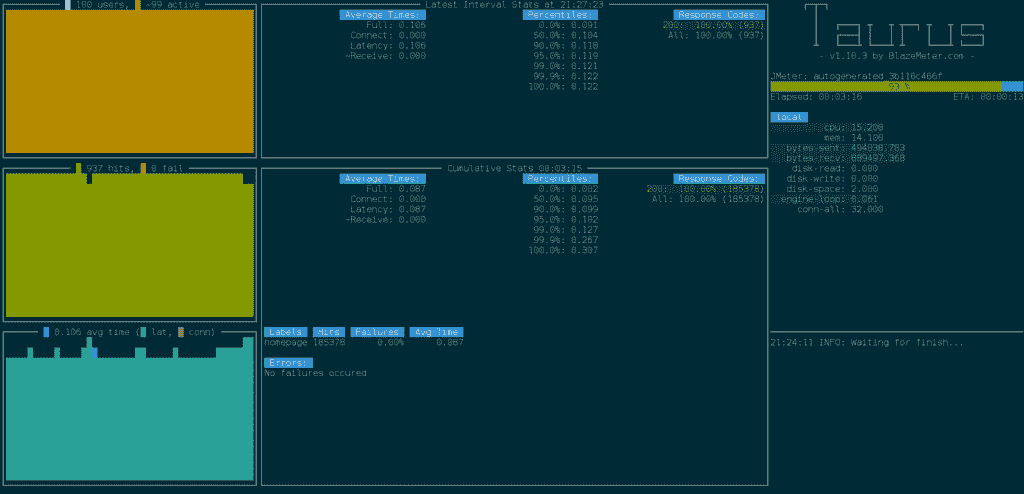 100 users, ~99 active
937 hits, 0 fail
0.106 avg time (lat, conn)
Latest Interval Stats at 21:27:23
Average Times:
Full: 0.106
Connect: 0.000
Latency: 0.106
~Receive: 0.000
Percentiles:
0.0%: 0.091
50.0%: 0.104
90.0%: 0.118
95.0%: 0.119
99.0%: 0.121
99.9%: 0.122
100.0%: 0.122
Response Codes:
200: 100.00% (937)
All: 100.00% (937)
Cumulative Stats 00:03:15
Average Times:
Full: 0.087
Connect: 0.000
Latency: 0.087
~Receive: 0.000
Percentiles:
0.0%: 0.082
50.0%: 0.095
90.0%: 0.099
95.0%: 0.102
99.0%: 0.127
99.9%: 0.267
100.0%: 0.307
Response Codes:
200: 100.00% (185378)
All: 100.00% (185378)
Labels Hits Failures Avg Time
homepage 185378 0.00% 0.087
Errors:
No failures occured
Taurus
- v1.10.3 by BlazeMeter.com -
JMeter: autogenerated_3b116c466f
93 %
Elapsed: 00:03:16 ETA: 00:00:13
local
cpu: 15.200
mem: 14.100
bytes-sent: 494938.783
bytes-recv: 689497.368
disk-read: 0.000
disk-write: 0.000
disk-space: 2.000
engine-loop: 0.061
conn-all: 32.000
21:24:11 INFO: Waiting for finish...